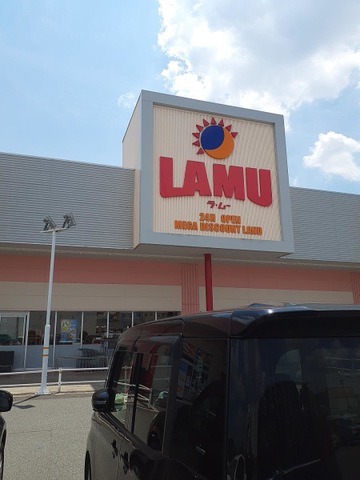 LAMU
ラ・ムー
24H OPEN
MEGA DISCOUNT LAND